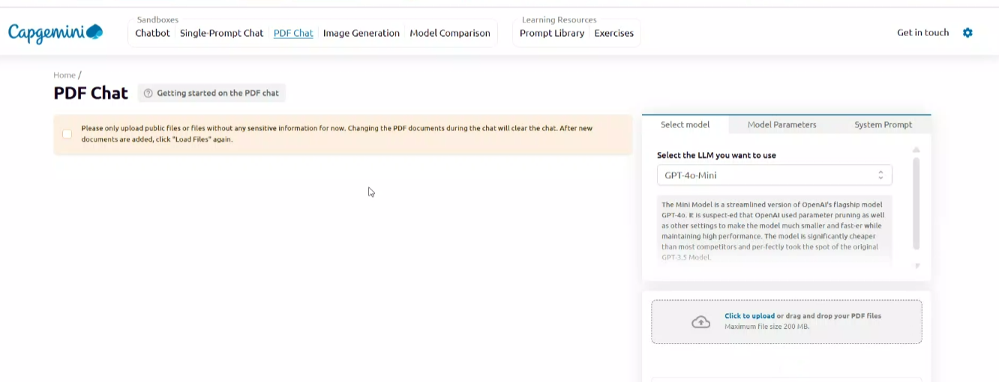 Sandboxes
Learning Resources
Capgemini
Chatbot Single-Prompt Chat PDF Chat Image Generation Model Comparison
Prompt Library Exercises
Get in touch
Home /
PDF Chat
Getting started on the PDF chat
Please only upload public files or files without any sensitive information for now. Changing the PDF documents during the chat will clear the chat. After new
documents are added, click "Load Files" again.
Select model Model Parameters System Prompt
Select the LLM you want to use
GPT-4o-Mini
The Mini Model is a streamlined version of OpenAI's flagship model
GPT-4o. It is suspect-ed that OpenAI used parameter pruning as well
as other settings to make the model much smaller and fast-er while
maintaining high performance. The model is significantly cheaper
than most competitors and per-fectly took the spot of the original
GPT-3.5 Model.
Click to upload or drag and drop your PDF files
Maximum file size 200 MB.